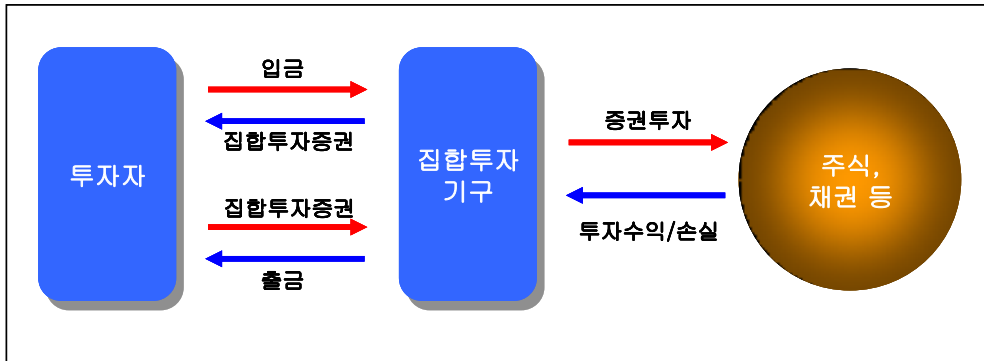 투자자
입금
집합투자증권
집합투자증권
출금
집합투자
기구
증권투자
투자수익/손실
주식,
채권 등